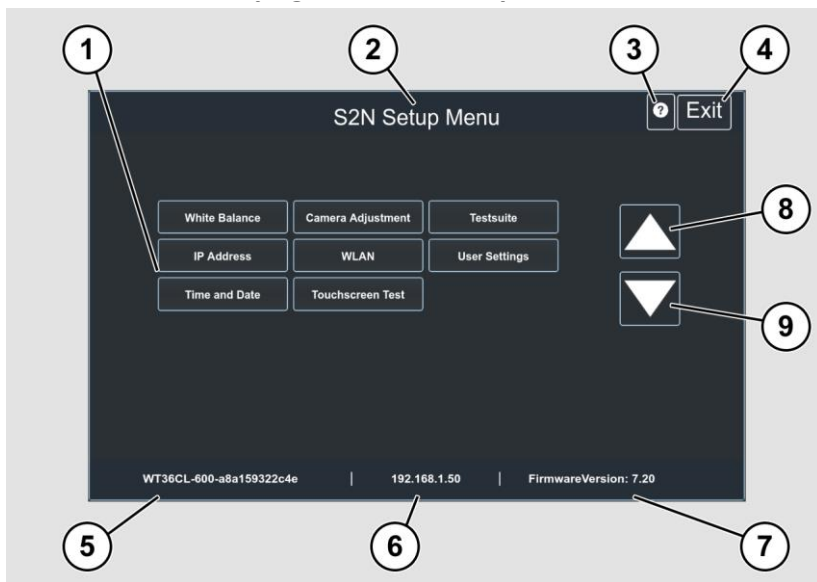 1 2 3 4
S2N Setup Menu ? Exit
White Balance Camera Adjustment Testsuite
8
IP Address WLAN User Settings
Time and Date Touchscreen Test
9
WT36CL-600-a8a159322c4e | 192.168.1.50 | FirmwareVersion: 7.20
5 6 7